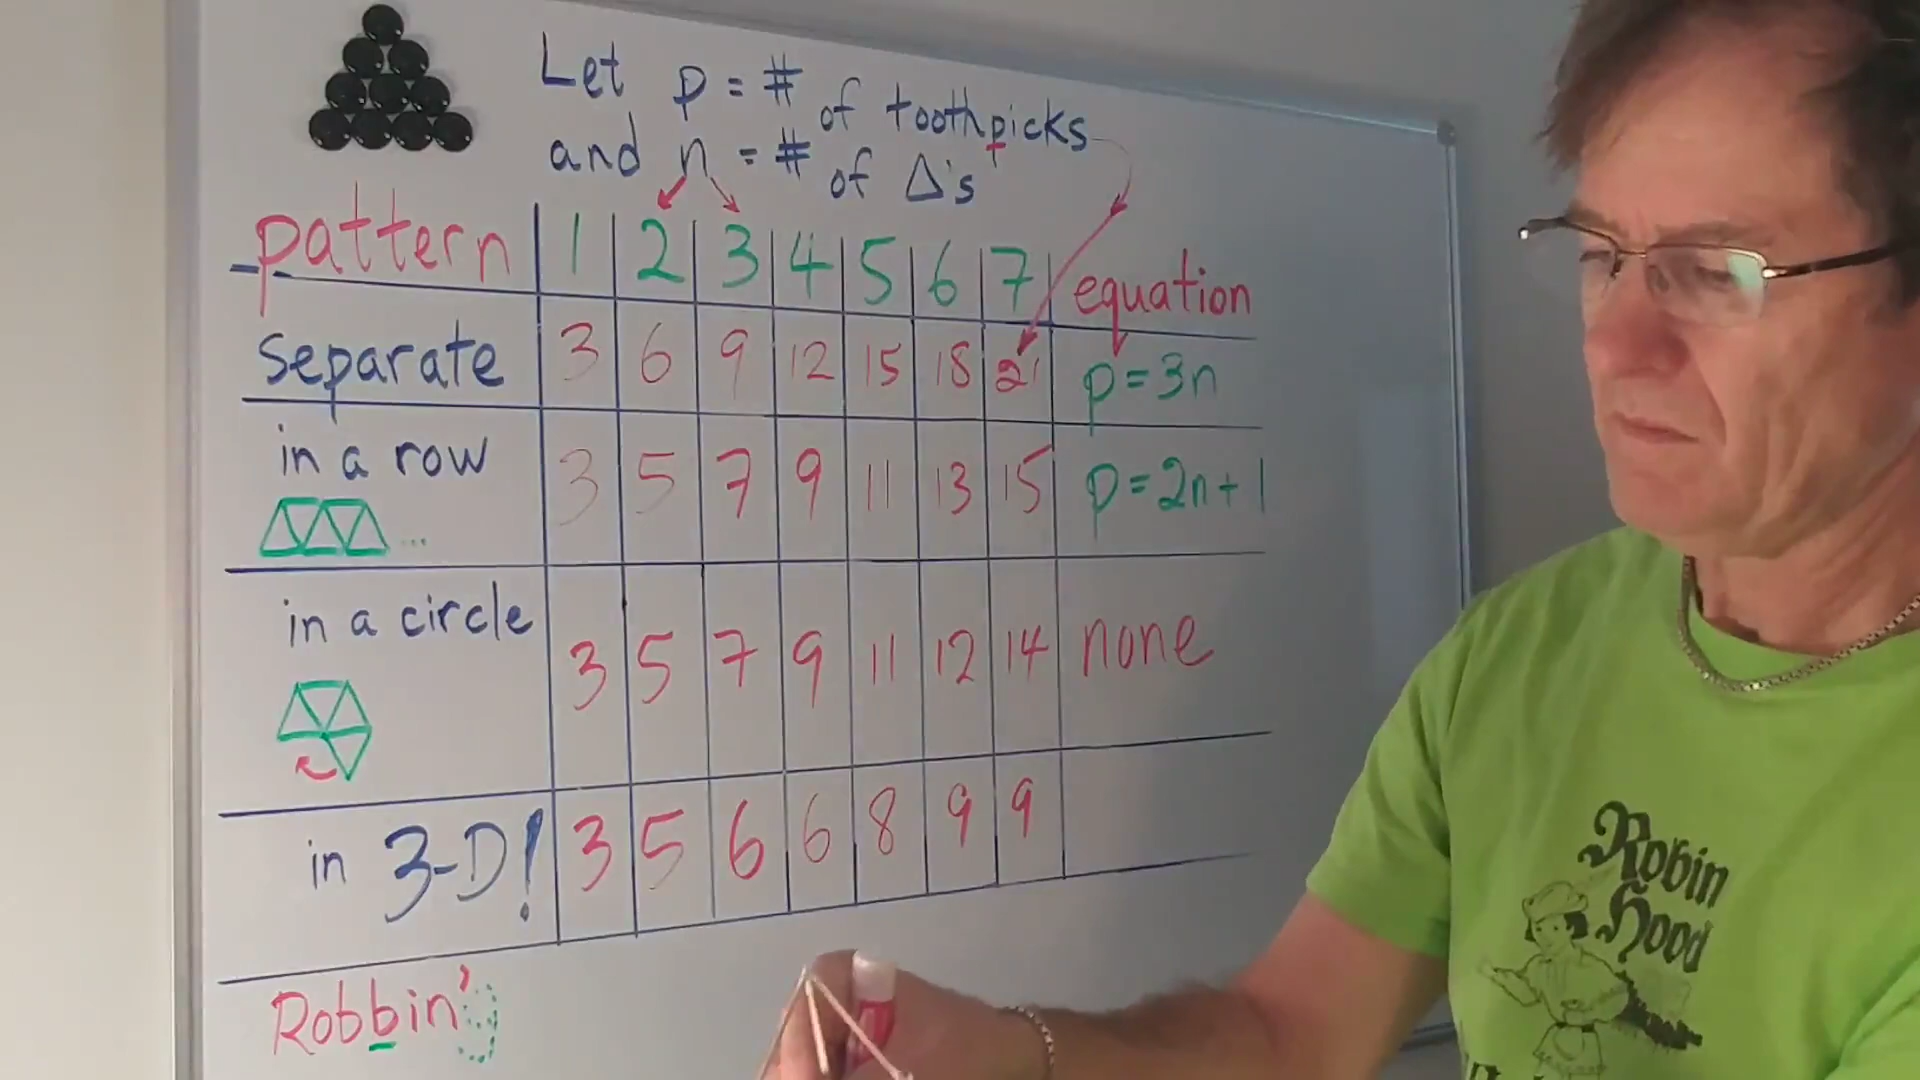 Let p = # of toothpicks
and n = # of Δ's
pattern 1 2 3 4 5 6 7 equation
separate 3 6 9 12 15 18 21 p = 3n
in a row 3 5 7 9 11 13 15 p = 2n + 1
...
in a circle 3 5 7 9 11 12 14 none
in 3-D! 3 5 6 6 8 9 9
Robbin'g
Robin
Hood